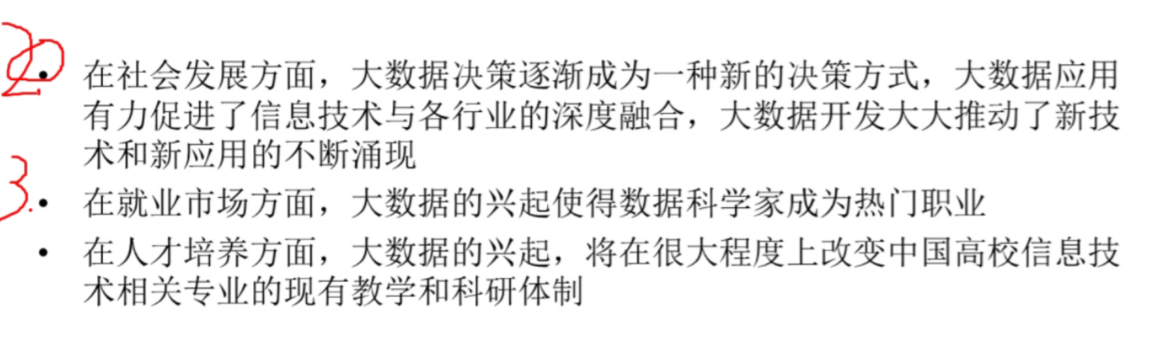 2
• 在社会发展方面，大数据决策逐渐成为一种新的决策方式，大数据应用
有力促进了信息技术与各行业的深度融合，大数据开发大大推动了新技
术和新应用的不断涌现
3.
• 在就业市场方面，大数据的兴起使得数据科学家成为热门职业
• 在人才培养方面，大数据的兴起，将在很大程度上改变中国高校信息技
术相关专业的现有教学和科研体制